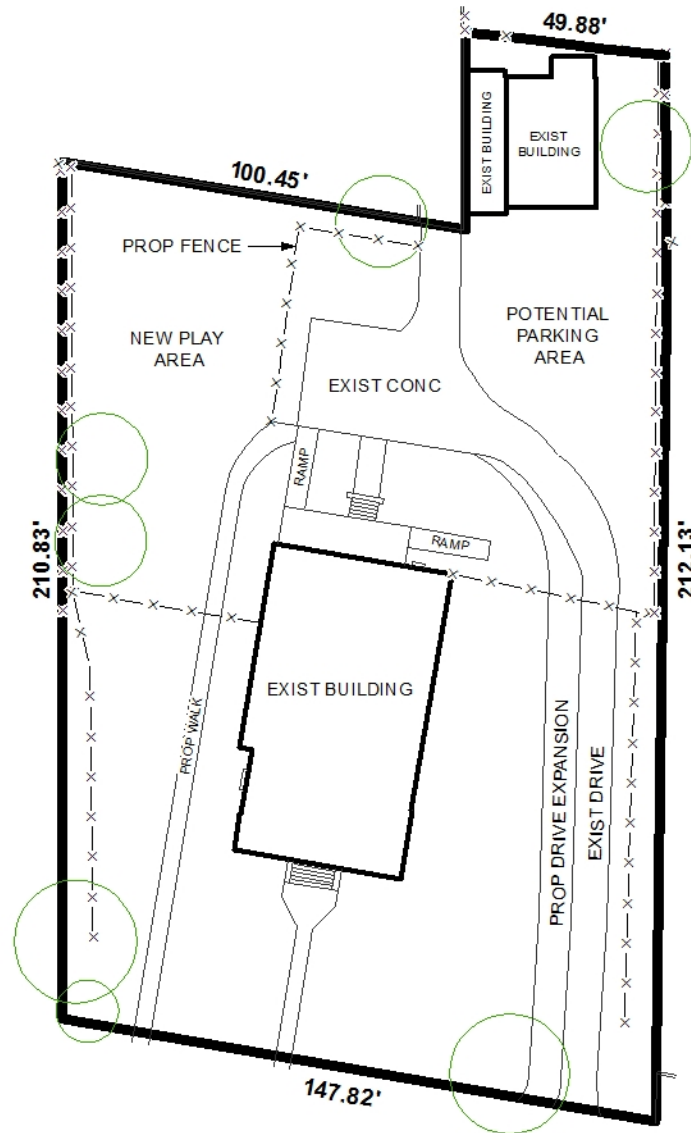 49.88'
EXIST BUILDING
EXIST
BUILDING
100.45'
PROP FENCE
NEW PLAY
AREA
POTENTIAL
PARKING
AREA
EXIST CONC
RAMP
RAMP
210.83'
212.13'
EXIST BUILDING
PROP WALK
PROP DRIVE EXPANSION
EXIST DRIVE
147.82'